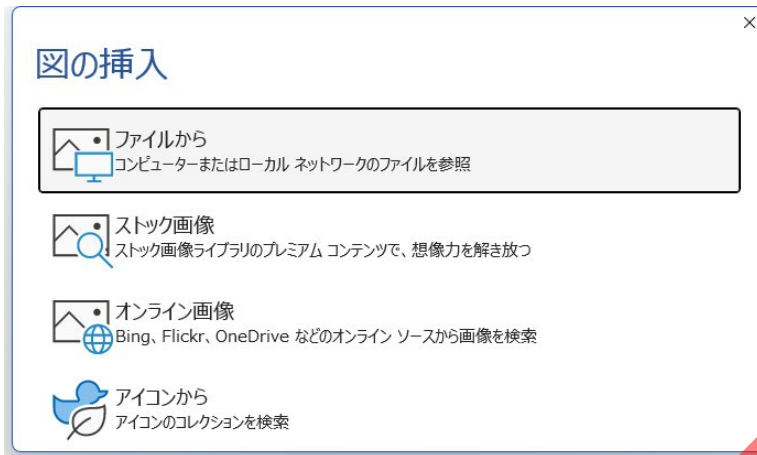 図の挿入
ファイルから
コンピューターまたはローカル ネットワークのファイルを参照
ストック画像
ストック画像ライブラリのプレミアム コンテンツで、想像力を解き放つ
オンライン画像
Bing、Flickr、OneDrive などのオンライン ソースから画像を検索
アイコンから
アイコンのコレクションを検索